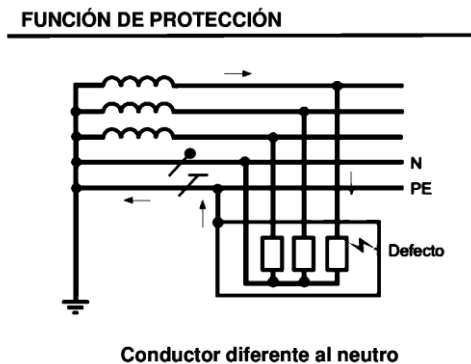 FUNCIÓN DE PROTECCIÓN
N
PE
Defecto
Conductor diferente al neutro